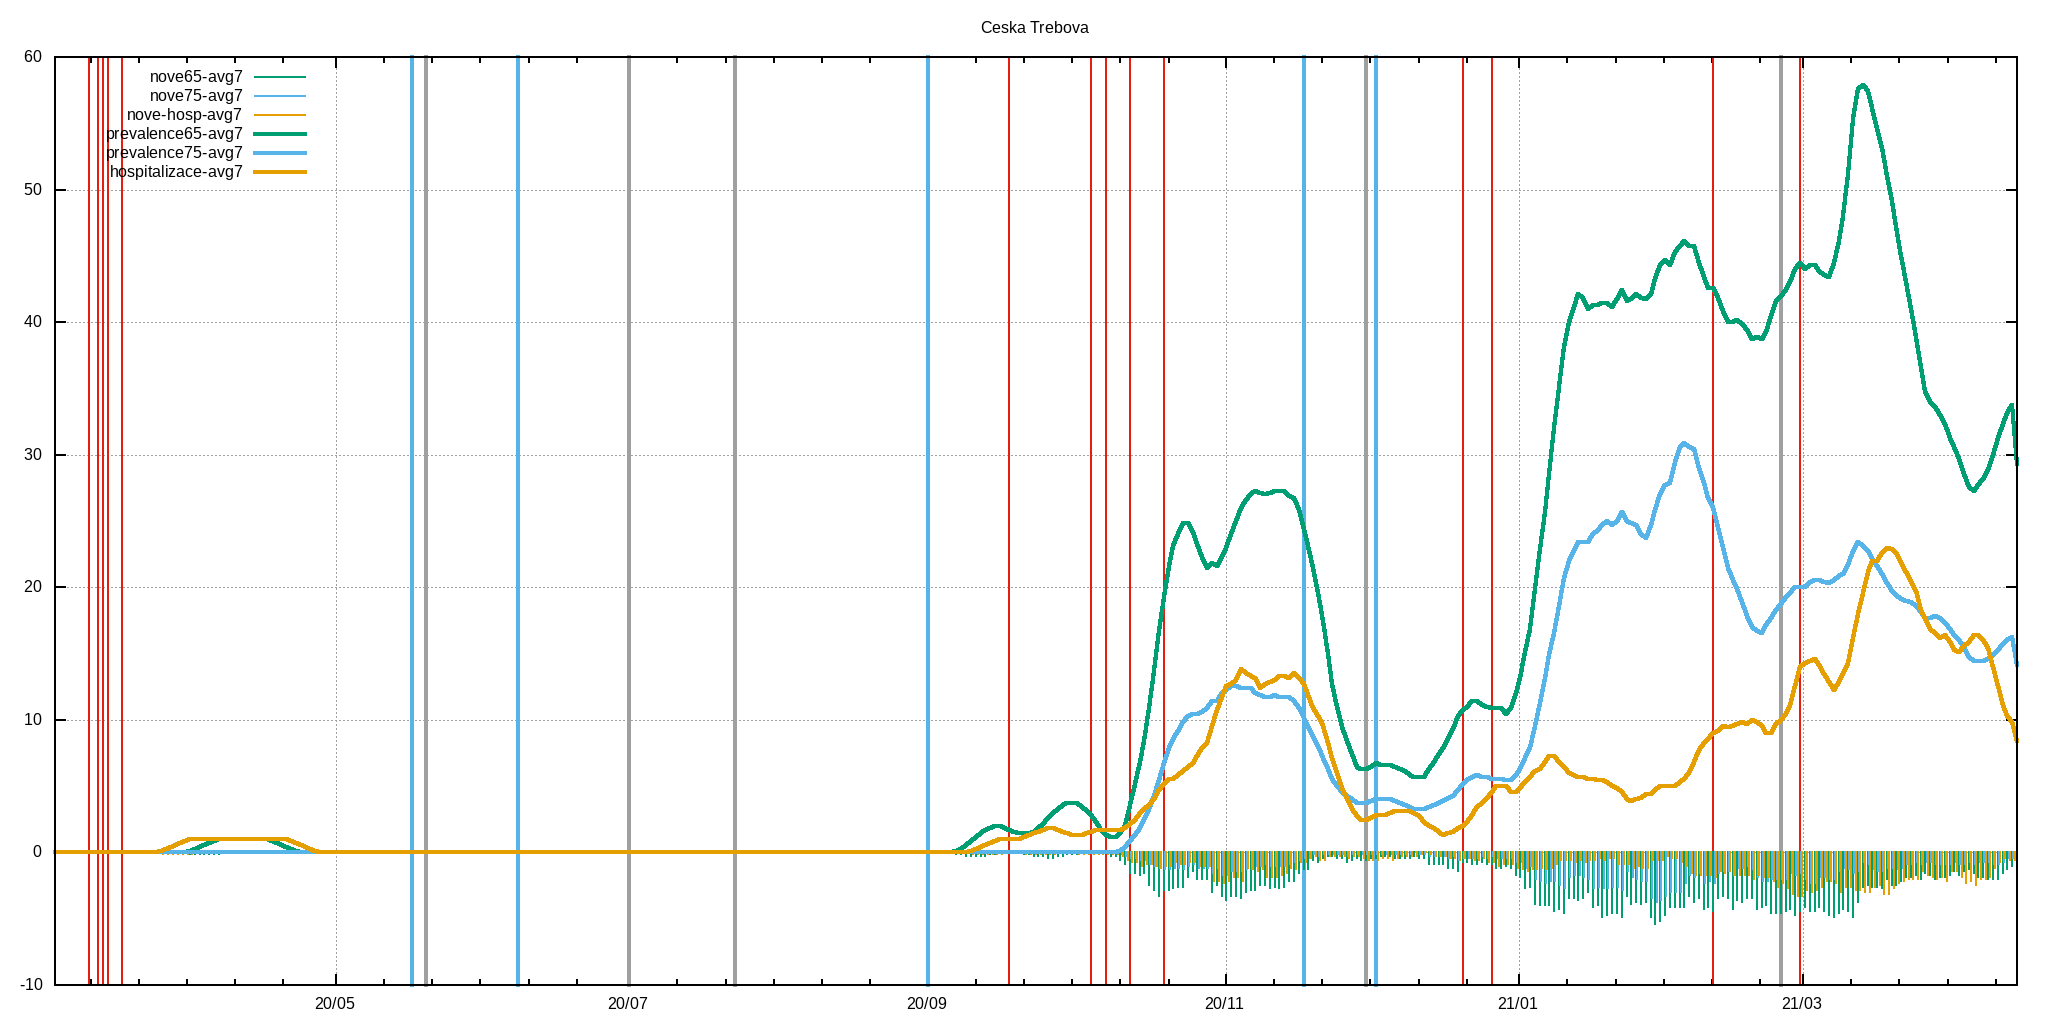 Ceska Trebova
60
50
40
30
20
10
0
-10
nove65-avg7
nove75-avg7
nove-hosp-avg7
prevalence65-avg7
prevalence75-avg7
hospitalizace-avg7
20/05 20/07 20/09 20/11 21/01 21/03